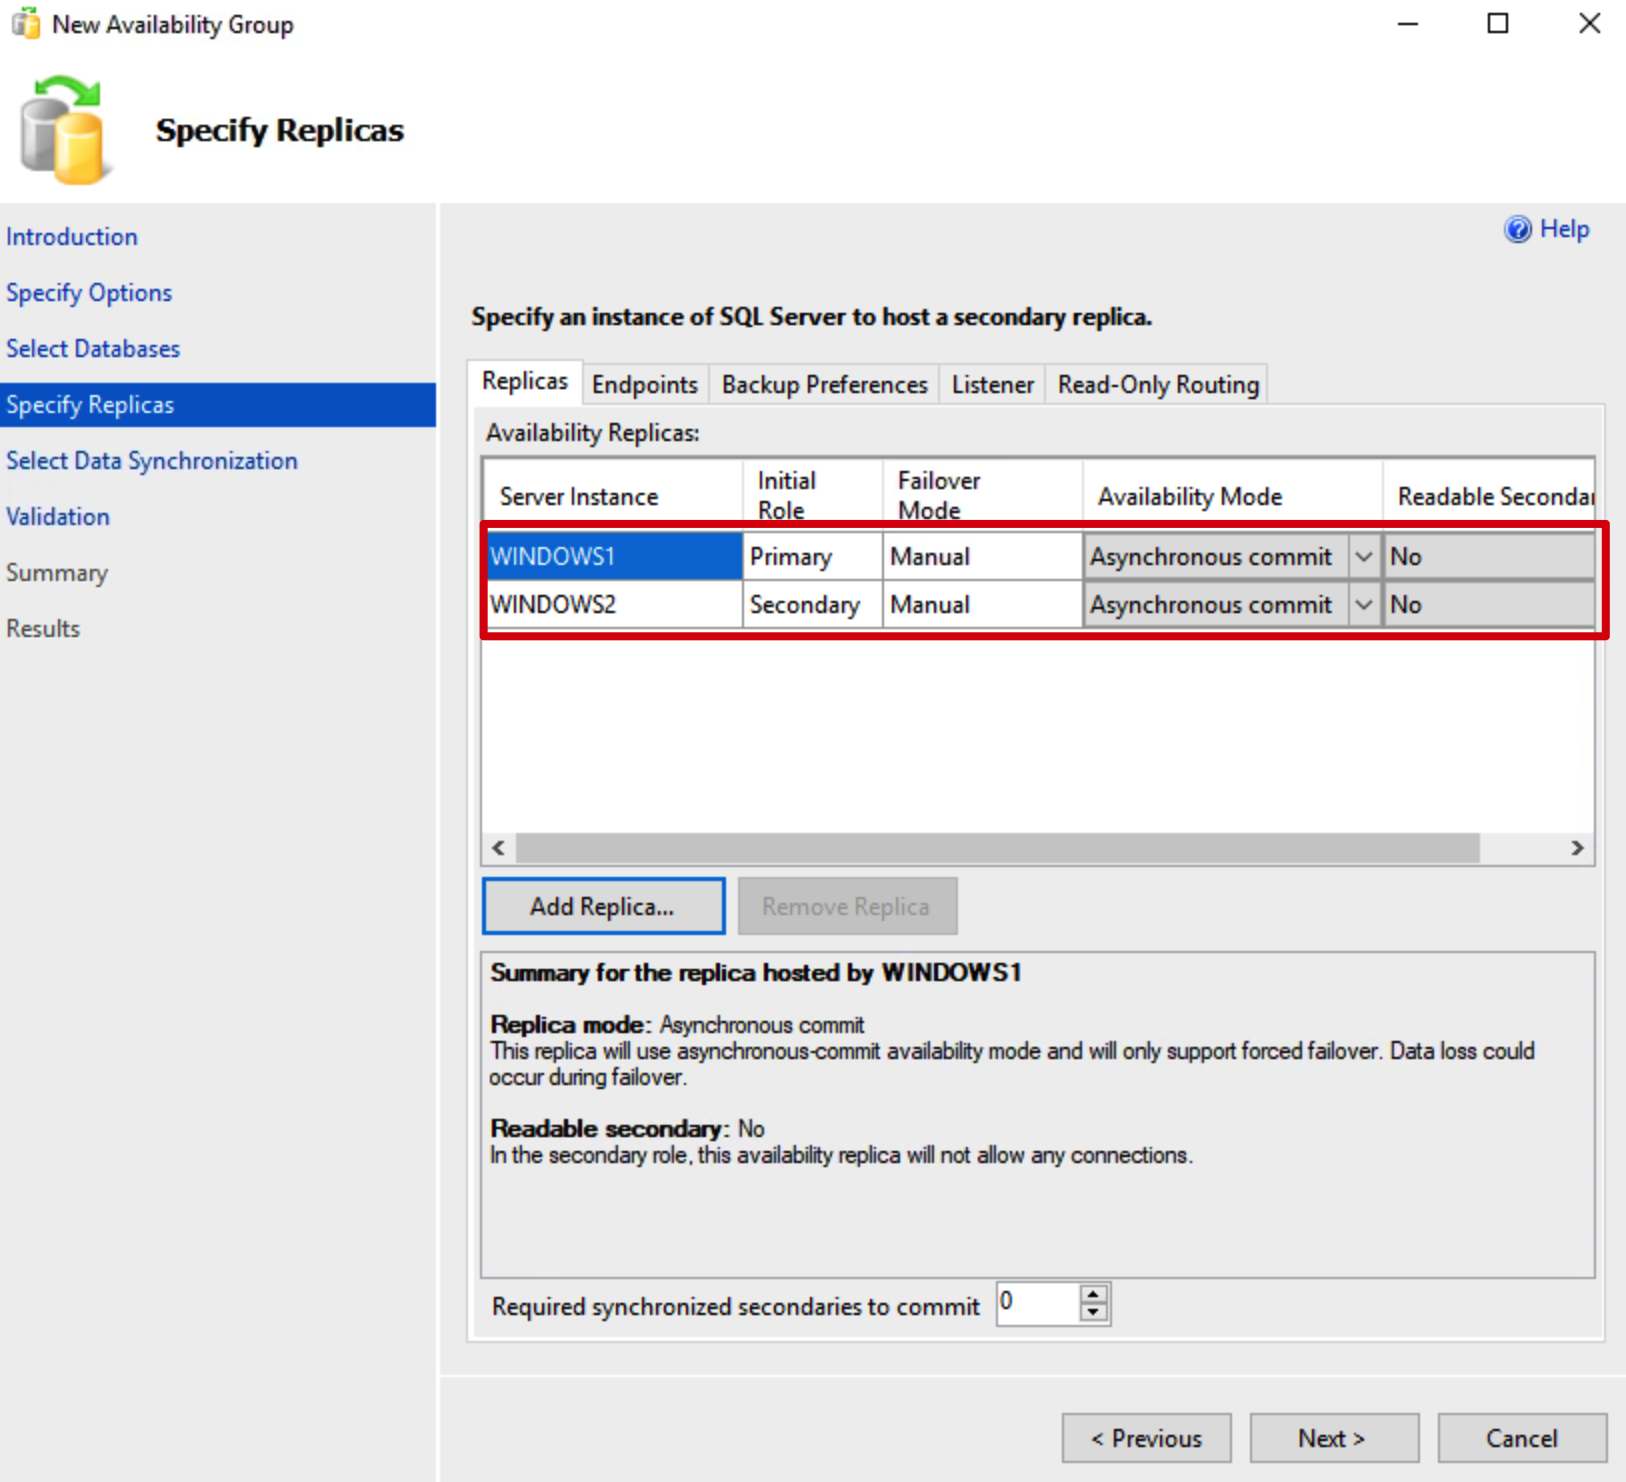 New Availability Group
Specify Replicas
Introduction
Specify Options
Select Databases
Specify Replicas
Select Data Synchronization
Validation
Summary
Results
Help
Specify an instance of SQL Server to host a secondary replica.
Replicas Endpoints Backup Preferences Listener Read-Only Routing
Availability Replicas:
Server Instance Initial Role Failover Mode Availability Mode Readable Secondar
WINDOWS1 Primary Manual Asynchronous commit No
WINDOWS2 Secondary Manual Asynchronous commit No
Add Replica... Remove Replica
Summary for the replica hosted by WINDOWS1
Replica mode: Asynchronous commit
This replica will use asynchronous-commit availability mode and will only support forced failover. Data loss could
occur during failover.
Readable secondary: No
In the secondary role, this availability replica will not allow any connections.
Required synchronized secondaries to commit 0
< Previous Next > Cancel